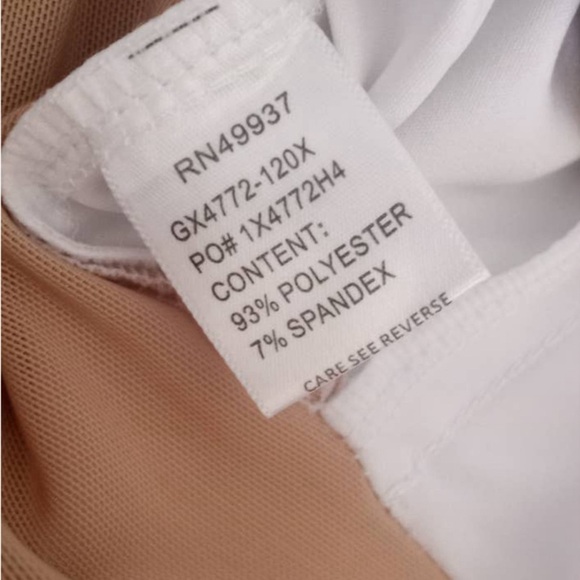 RN49937
GX4772-120X
PO# 1X4772H4
CONTENT:
93% POLYESTER
7% SPANDEX
CARE SEE REVERSE